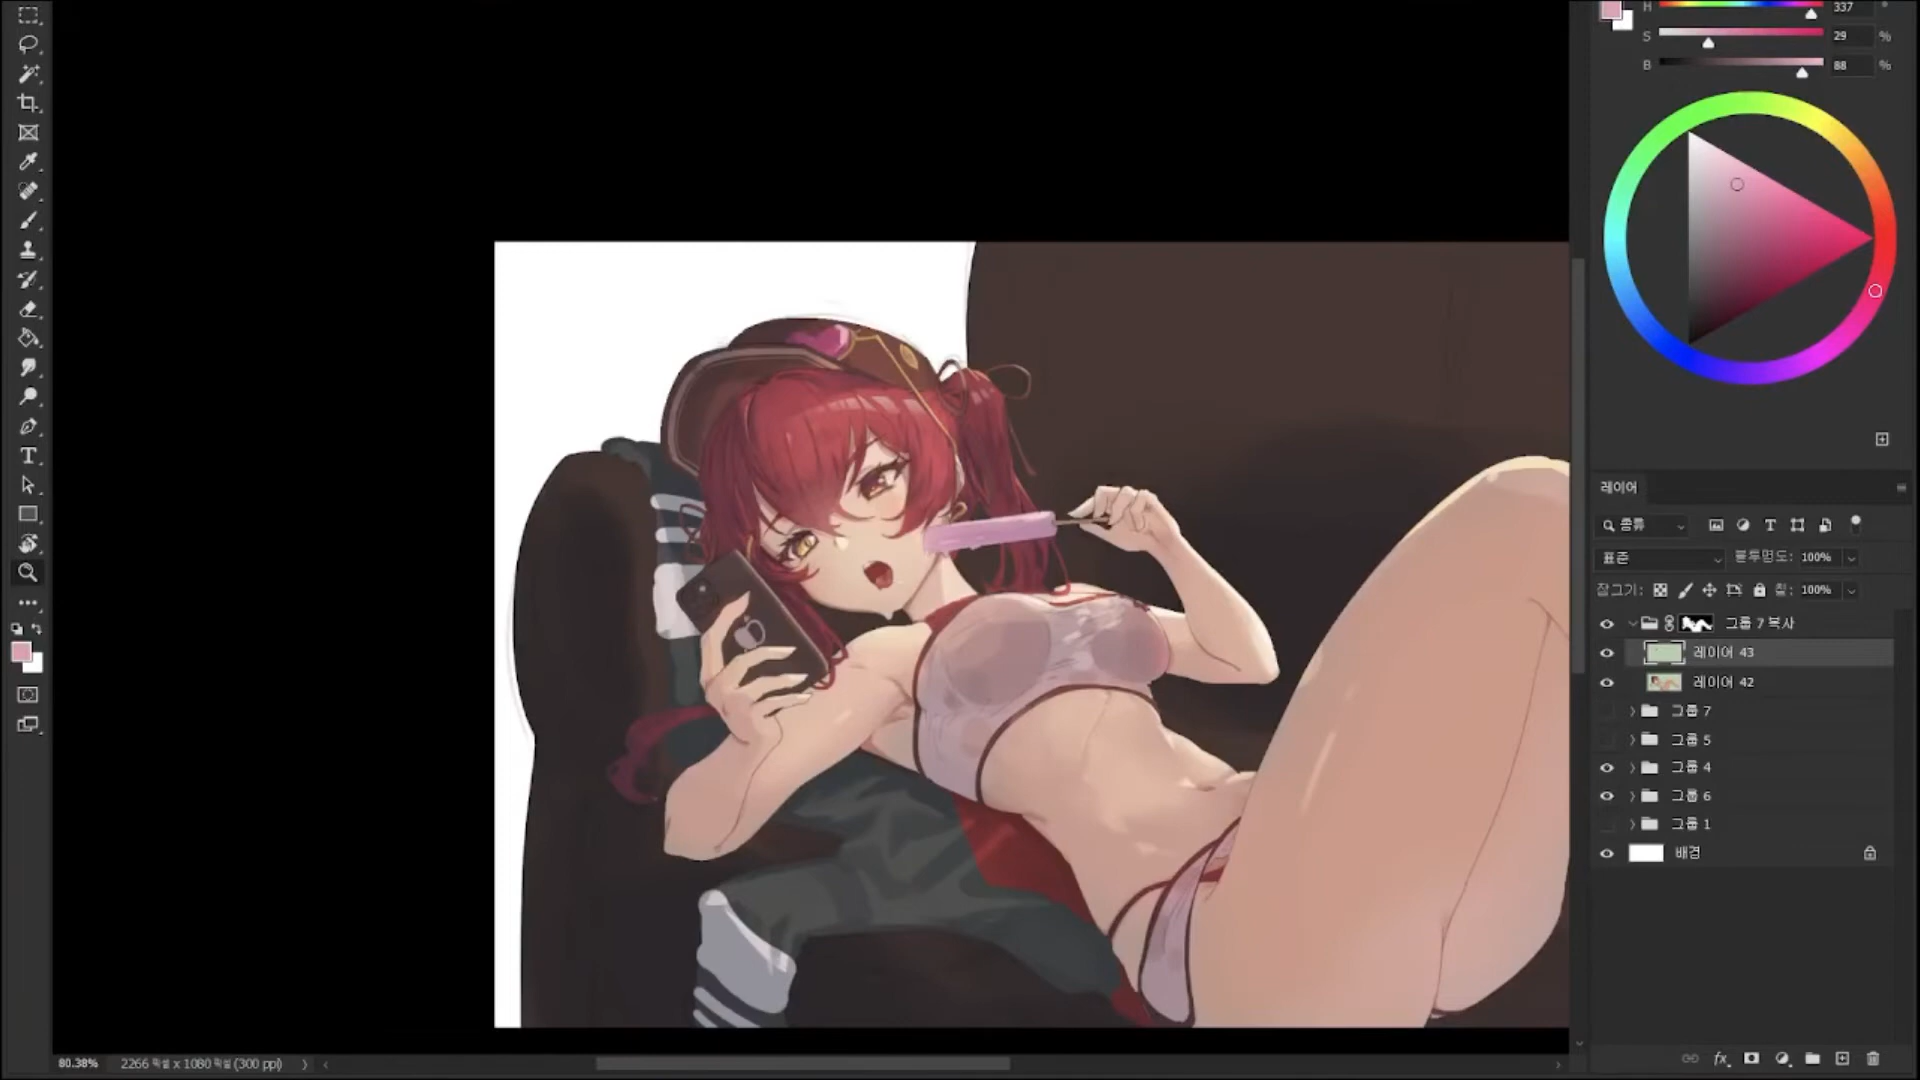 H 337 °
S 29 %
B 88 %
레이어
종류
표준 불투명도: 100%
잠그기: 칠: 100%
그룹 7 복사
레이어 43
레이어 42
그룹 7
그룹 5
그룹 4
그룹 6
그룹 1
배경
80.38% 2266 픽셀 x 1080 픽셀 (300 ppi)
fx